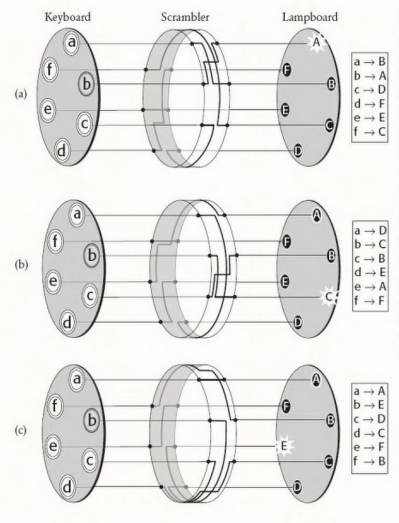 Keyboard Scrambler Lampboard
(a)
a
f
b
e
c
d
A
F
B
E
C
D
a → B
b → A
c → D
d → F
e → E
f → C
(b)
a
f
b
e
c
d
A
F
B
E
C
D
a → D
b → C
c → B
d → E
e → A
f → F
(c)
a
f
b
e
c
d
A
F
B
E
C
D
a → A
b → E
c → D
d → C
e → F
f → B